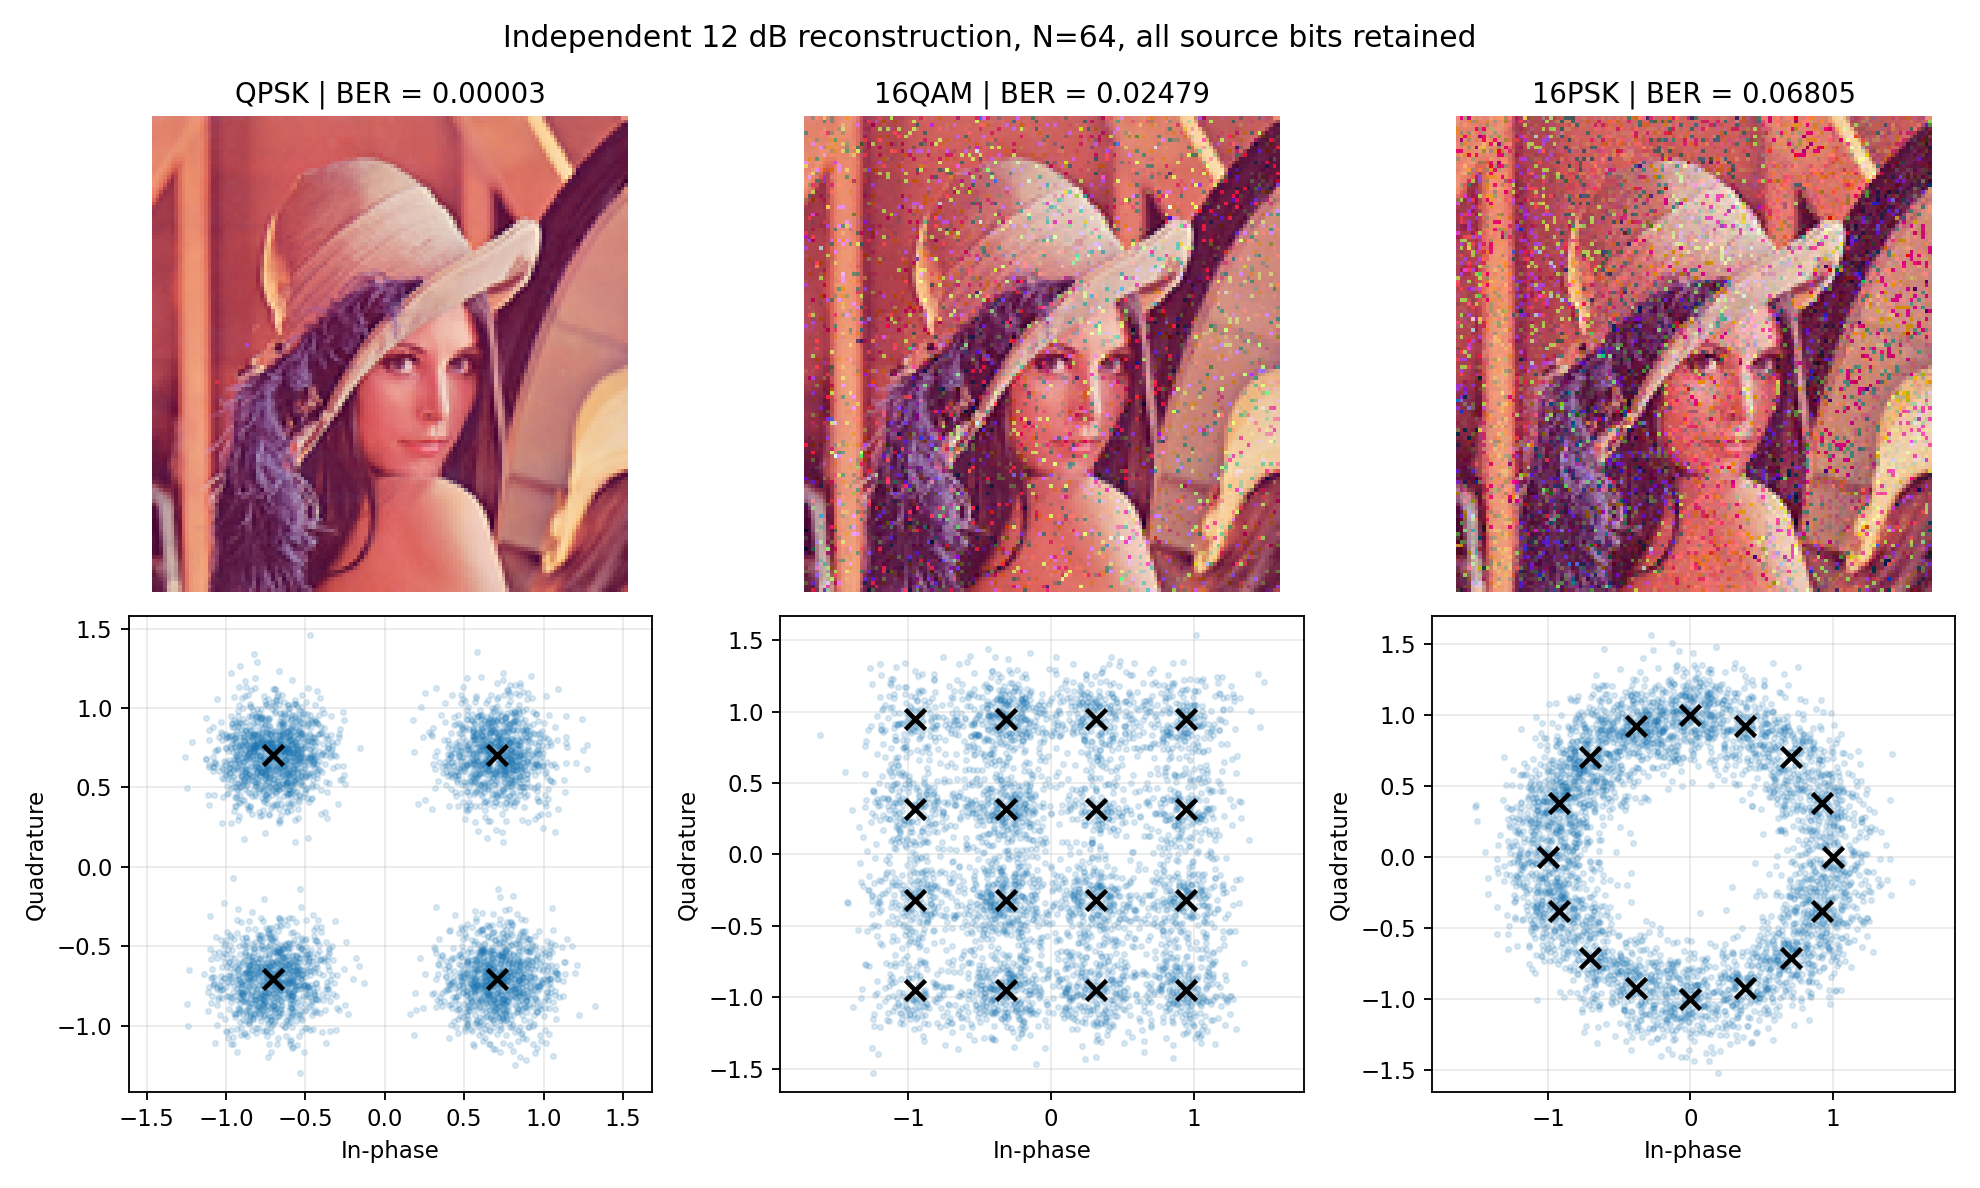 Independent 12 dB reconstruction, N=64, all source bits retained
QPSK | BER = 0.00003
16QAM | BER = 0.02479
16PSK | BER = 0.06805
1.5
1.0
0.5
0.0
−0.5
−1.0
Quadrature
−1.5 −1.0 −0.5 0.0 0.5 1.0 1.5
In-phase
1.5
1.0
0.5
0.0
−0.5
−1.0
−1.5
Quadrature
−1 0 1
In-phase
1.5
1.0
0.5
0.0
−0.5
−1.0
−1.5
Quadrature
−1 0 1
In-phase